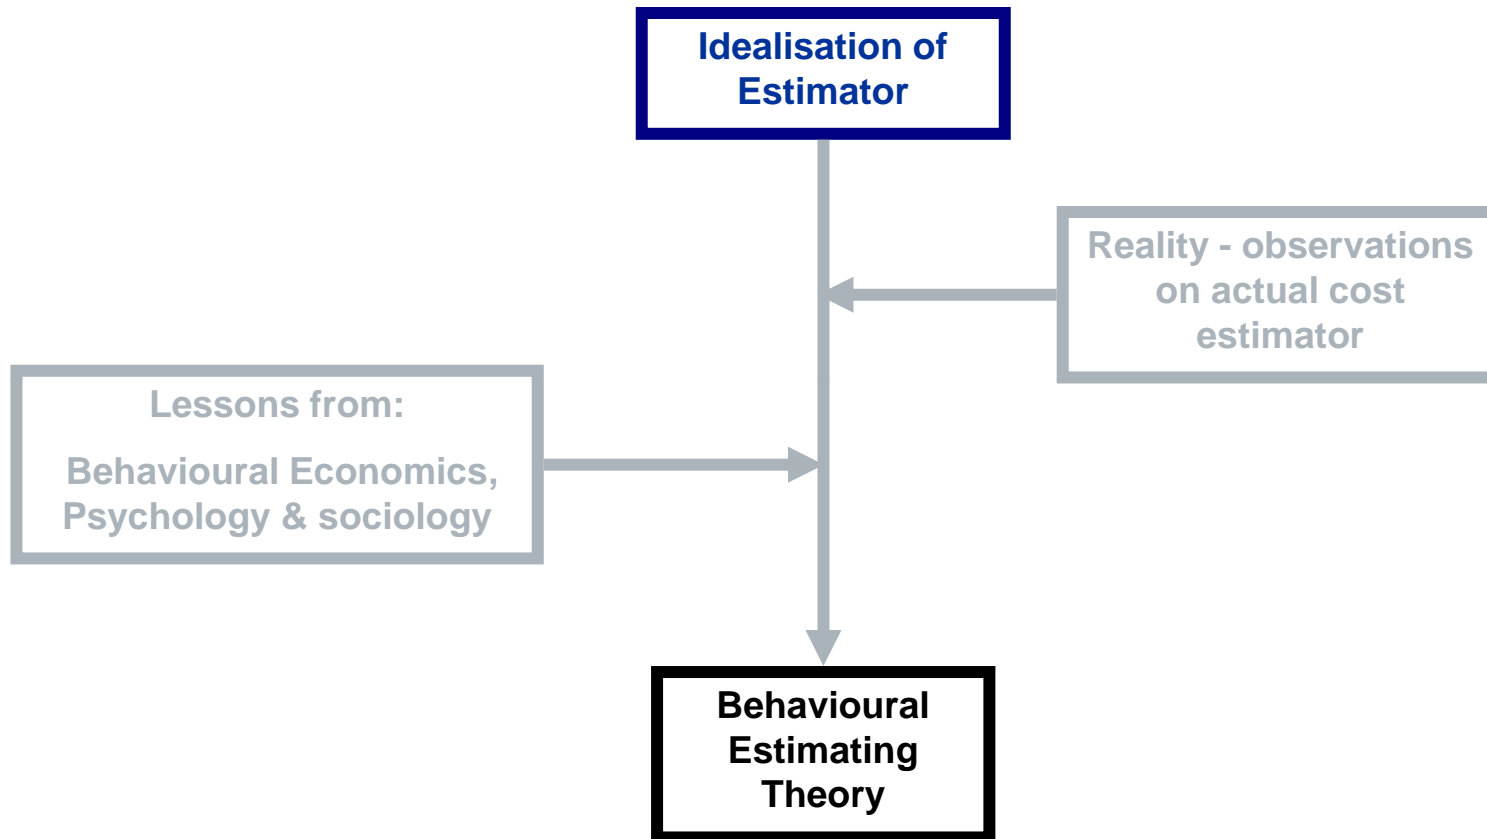 Idealisation of
Estimator
Reality - observations
on actual cost
estimator
Lessons from:
Behavioural Economics,
Psychology & sociology
Behavioural
Estimating
Theory